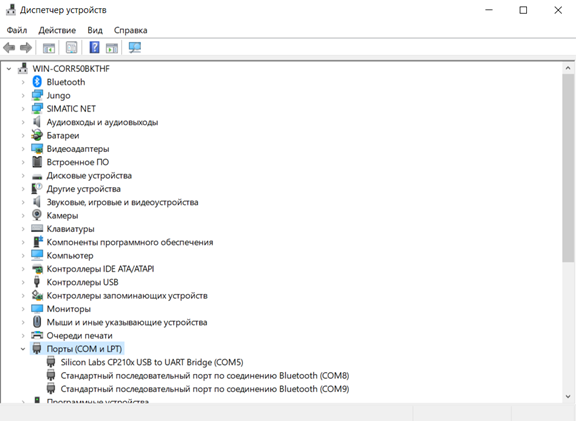 Диспетчер устройств
Файл Действие Вид Справка
WIN-CORR50BKTHF
Bluetooth
Jungo
SIMATIC NET
Аудиовходы и аудиовыходы
Батареи
Видеоадаптеры
Встроенное ПО
Дисковые устройства
Другие устройства
Звуковые, игровые и видеоустройства
Камеры
Клавиатуры
Компоненты программного обеспечения
Компьютер
Контроллеры IDE ATA/ATAPI
Контроллеры USB
Контроллеры запоминающих устройств
Мониторы
Мыши и иные указывающие устройства
Очереди печати
Порты (COM и LPT)
Silicon Labs CP210x USB to UART Bridge (COM5)
Стандартный последовательный порт по соединению Bluetooth (COM8)
Стандартный последовательный порт по соединению Bluetooth (COM9)
Программные устройства